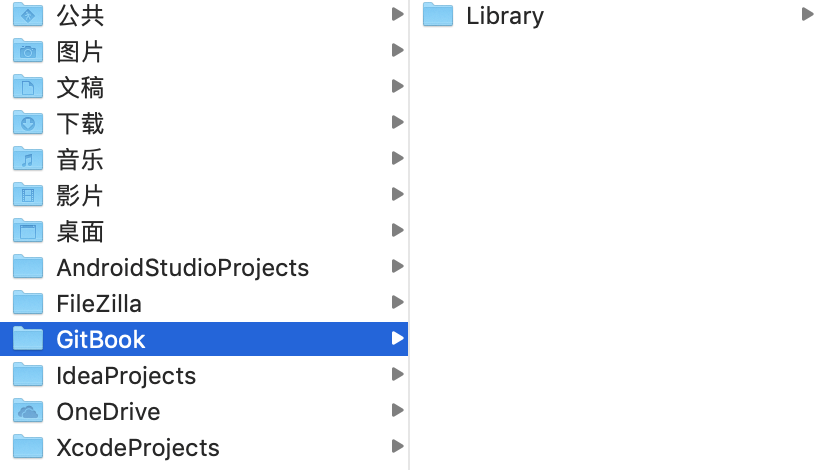 公共
图片
文稿
下载
音乐
影片
桌面
AndroidStudioProjects
FileZilla
GitBook
IdeaProjects
OneDrive
XcodeProjects
Library